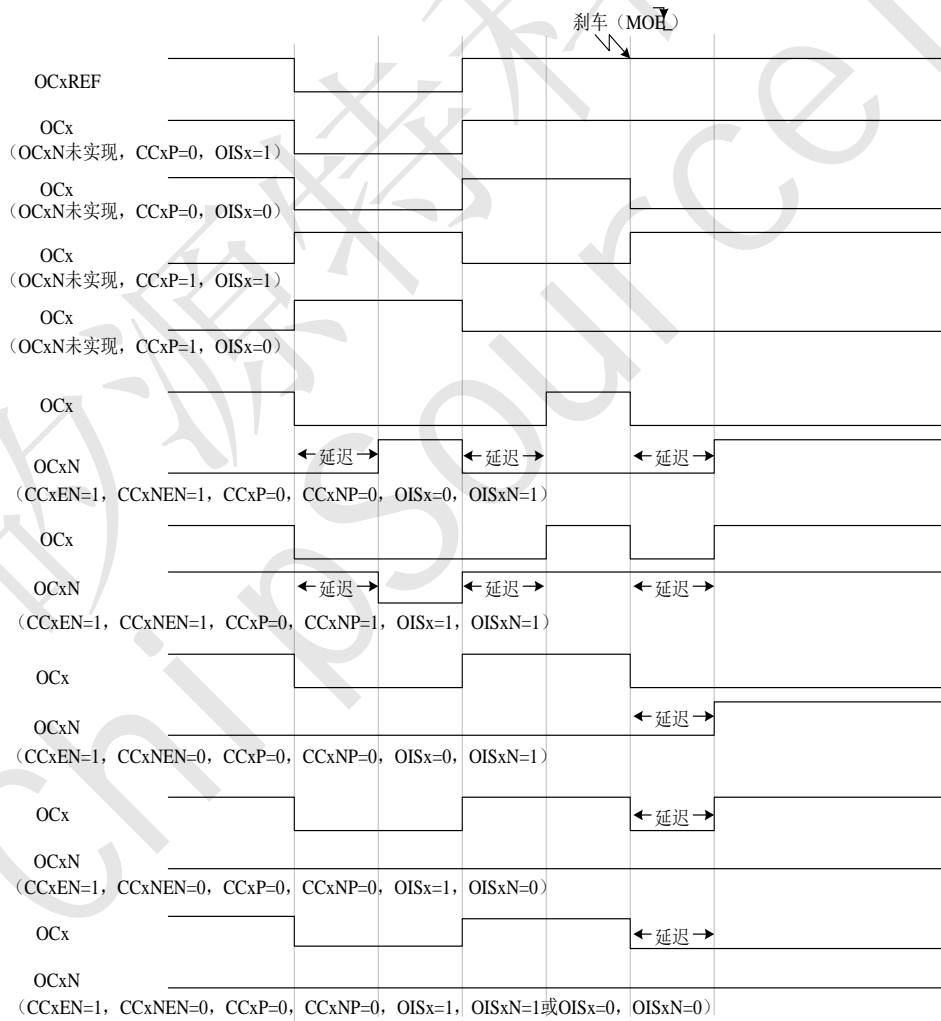 刹车（MOE）
OCxREF
OCx
（OCxN未实现，CCxP=0，OISx=1）
OCx
（OCxN未实现，CCxP=0，OISx=0）
OCx
（OCxN未实现，CCxP=1，OISx=1）
OCx
（OCxN未实现，CCxP=1，OISx=0）
OCx
延迟 延迟 延迟
OCxN
（CCxEN=1，CCxNEN=1，CCxP=0，CCxNP=0，OISx=0，OISxN=1）
OCx
OCxN 延迟 延迟 延迟
（CCxEN=1，CCxNEN=1，CCxP=0，CCxNP=1，OISx=1，OISxN=1）
OCx
OCxN 延迟
（CCxEN=1，CCxNEN=0，CCxP=0，CCxNP=0，OISx=0，OISxN=1）
OCx 延迟
OCxN
（CCxEN=1，CCxNEN=0，CCxP=0，CCxNP=0，OISx=1，OISxN=0）
OCx 延迟
OCxN
（CCxEN=1，CCxNEN=0，CCxP=0，CCxNP=0，OISx=1，OISxN=1或OISx=0，OISxN=0）
ChipSource
源特科